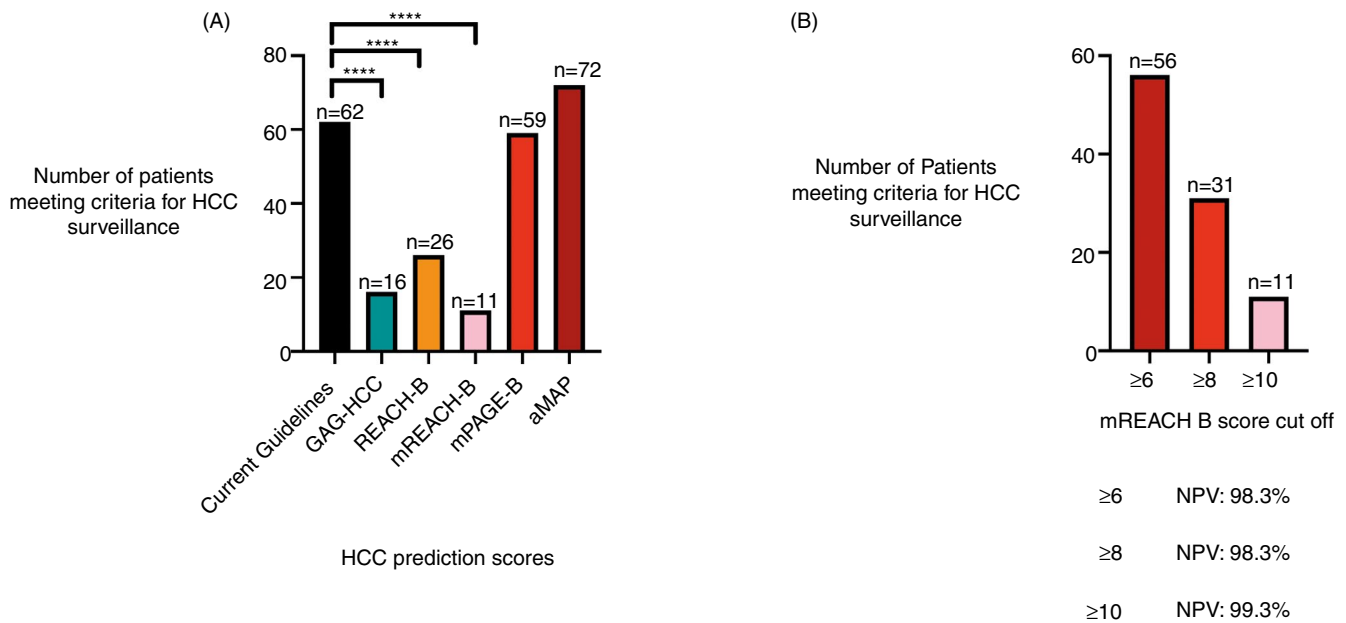 (A)
****
****
****
80
60
40
20
0
n=62
n=16
n=26
n=11
n=59
n=72
Number of patients
meeting criteria for HCC
surveillance
Current Guidelines
GAG-HCC
REACH-B
mREACH-B
mPAGE-B
aMAP
HCC prediction scores
(B)
60
40
20
0
n=56
n=31
n=11
Number of Patients
meeting criteria for HCC
surveillance
≥6
≥8
≥10
mREACH B score cut off
≥6 NPV: 98.3%
≥8 NPV: 98.3%
≥10 NPV: 99.3%